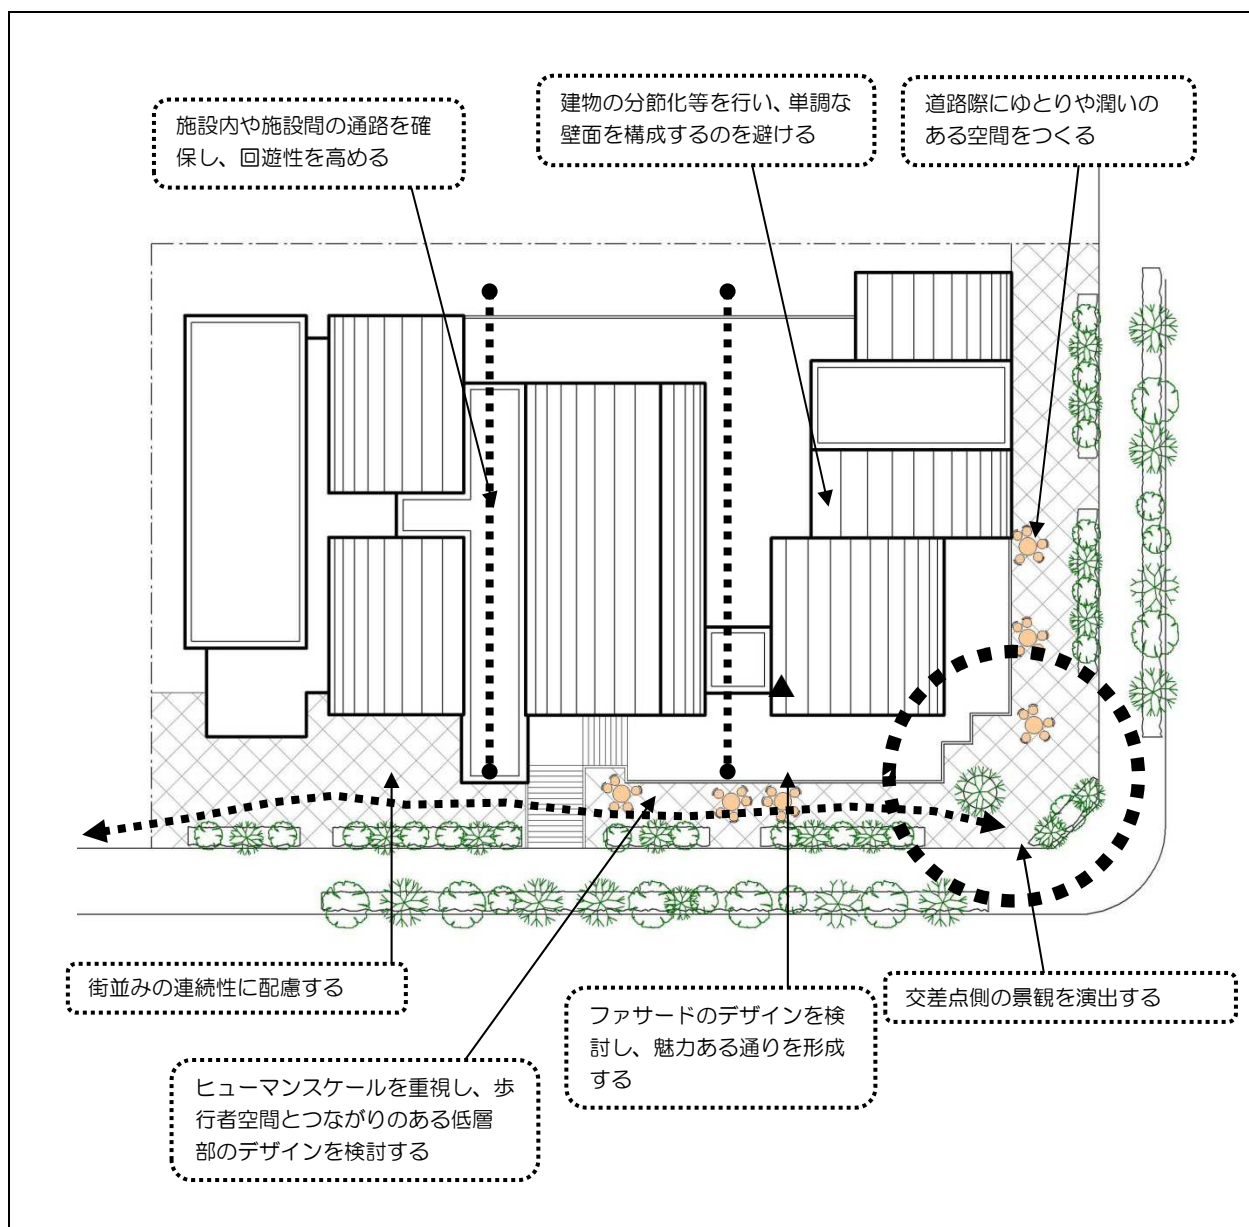 施設内や施設間の通路を確
保し、回遊性を高める
建物の分節化等を行い、単調な
壁面を構成するのを避ける
道路際にゆとりや潤いの
ある空間をつくる
街並みの連続性に配慮する
ヒューマンスケールを重視し、歩
行者空間とつながりのある低層
部のデザインを検討する
ファサードのデザインを検
討し、魅力ある通りを形成
する
交差点側の景観を演出する